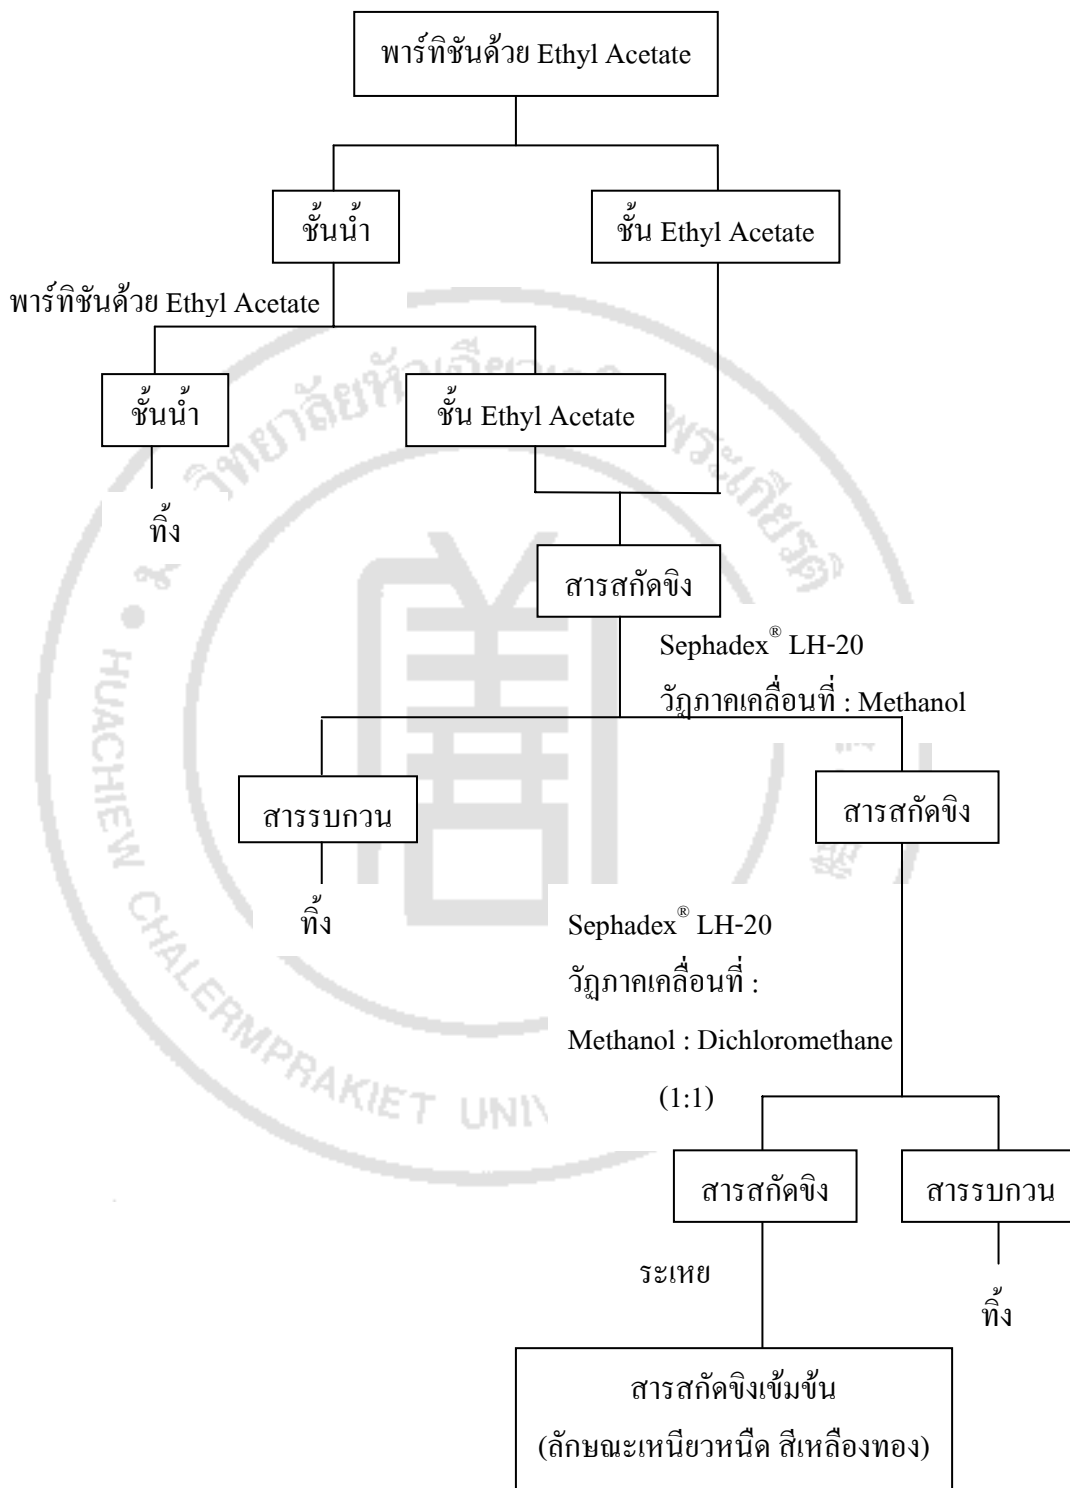 พาร์ทิชันด้วย Ethyl Acetate
ชั้นน้ำ
ชั้น Ethyl Acetate
พาร์ทิชันด้วย Ethyl Acetate
ชั้นน้ำ
ชั้น Ethyl Acetate
ทิ้ง
สารสกัดขิง
Sephadex® LH-20
วัฏภาคเคลื่อนที่ : Methanol
สารรบกวน
สารสกัดขิง
ทิ้ง
Sephadex® LH-20
วัฏภาคเคลื่อนที่ :
Methanol : Dichloromethane
(1:1)
สารสกัดขิง
สารรบกวน
ระเหย
ทิ้ง
สารสกัดขิงเข้มข้น
(ลักษณะเหนียวหนืด สีเหลืองทอง)
HUACHIEW CHALERMPRAKIET